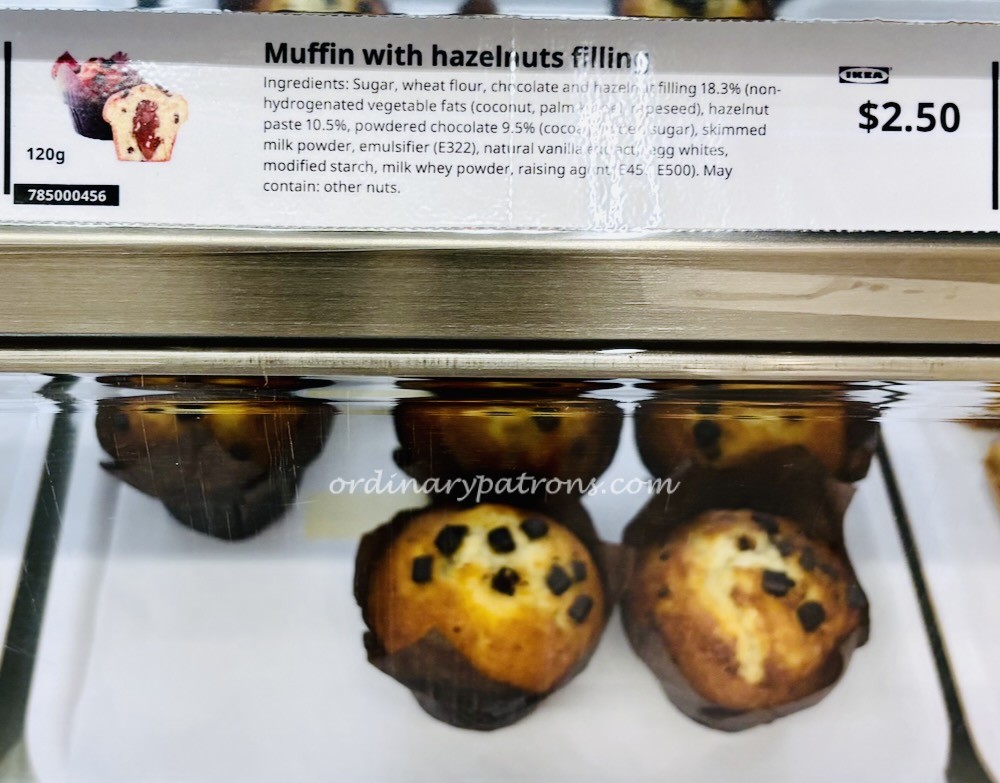 Muffin with hazelnuts filling
Ingredients: Sugar, wheat flour, chocolate and hazelnut filling 18.3% (non-
hydrogenated vegetable fats (coconut, palm rapeseed), hazelnut
paste 10.5%, powdered chocolate 9.5% (cocoa sugar), skimmed
milk powder, emulsifier (E322), natural vanilla extract, egg whites,
modified starch, milk whey powder, raising agent E500). May
contain: other nuts.
IKEA
$2.50
120g
785000456
ordinarypatrons.com